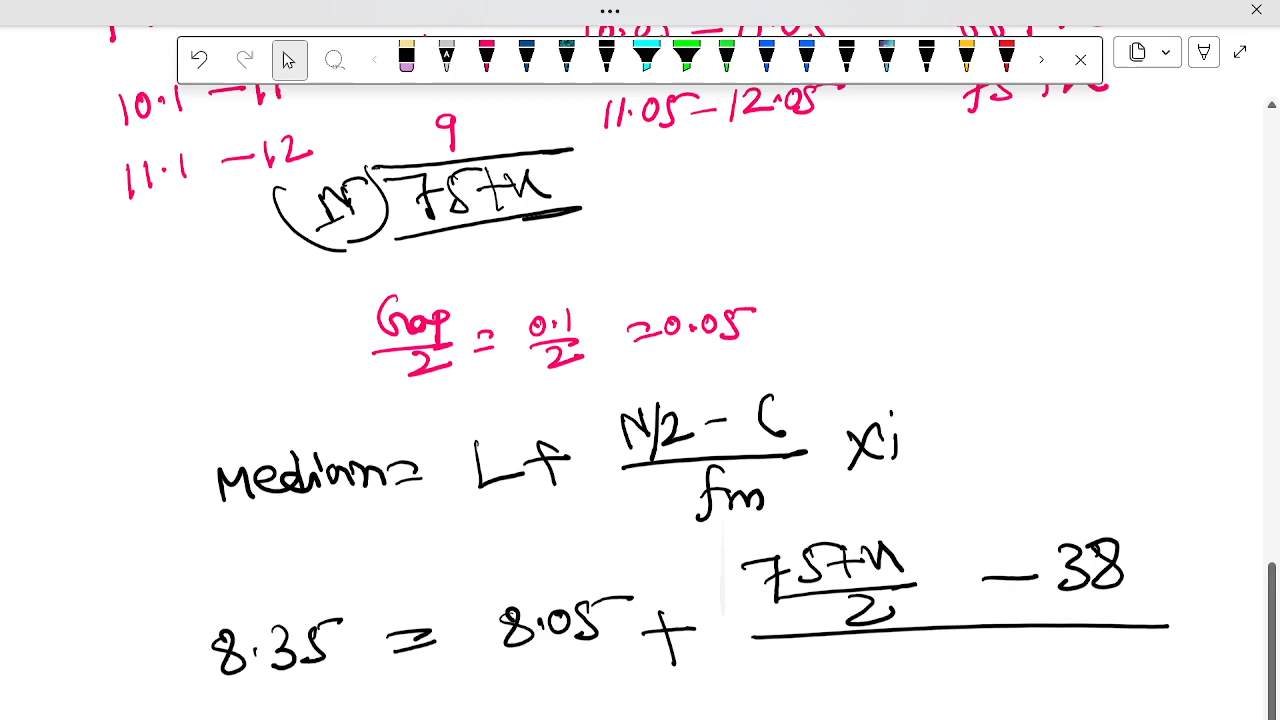 10.1 - 11
11.05 - 12.05
9
11.1 - 12
N 75+x
Gap/2 = 0.1/2 = 0.05
Median = L + (N/2 - C)/fm xi
8.35 = 8.05 + (75+x)/2 - 38